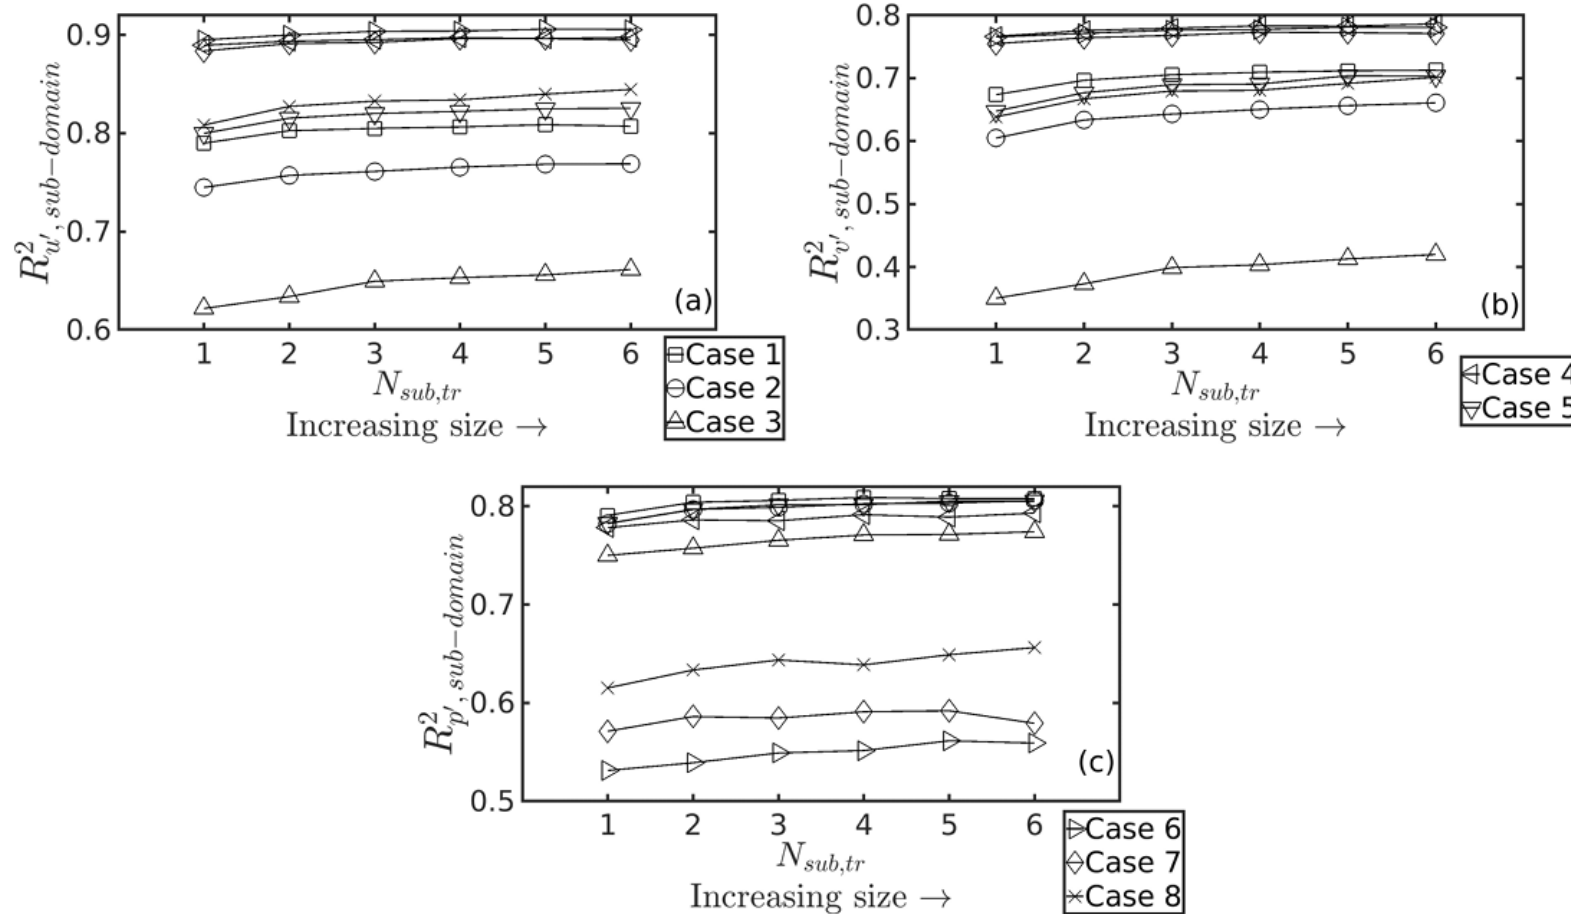 0.9
0.8
0.7
0.6
R²u′, sub−domain
(a)
1 2 3 4 5 6
N sub,tr
Increasing size →
Case 1
Case 2
Case 3
0.8
0.7
0.6
0.5
0.4
0.3
R²v′, sub−domain
(b)
1 2 3 4 5 6
N sub,tr
Increasing size →
Case 4
Case 5
0.8
0.7
0.6
0.5
R²p′, sub−domain
(c)
1 2 3 4 5 6
N sub,tr
Increasing size →
Case 6
Case 7
Case 8